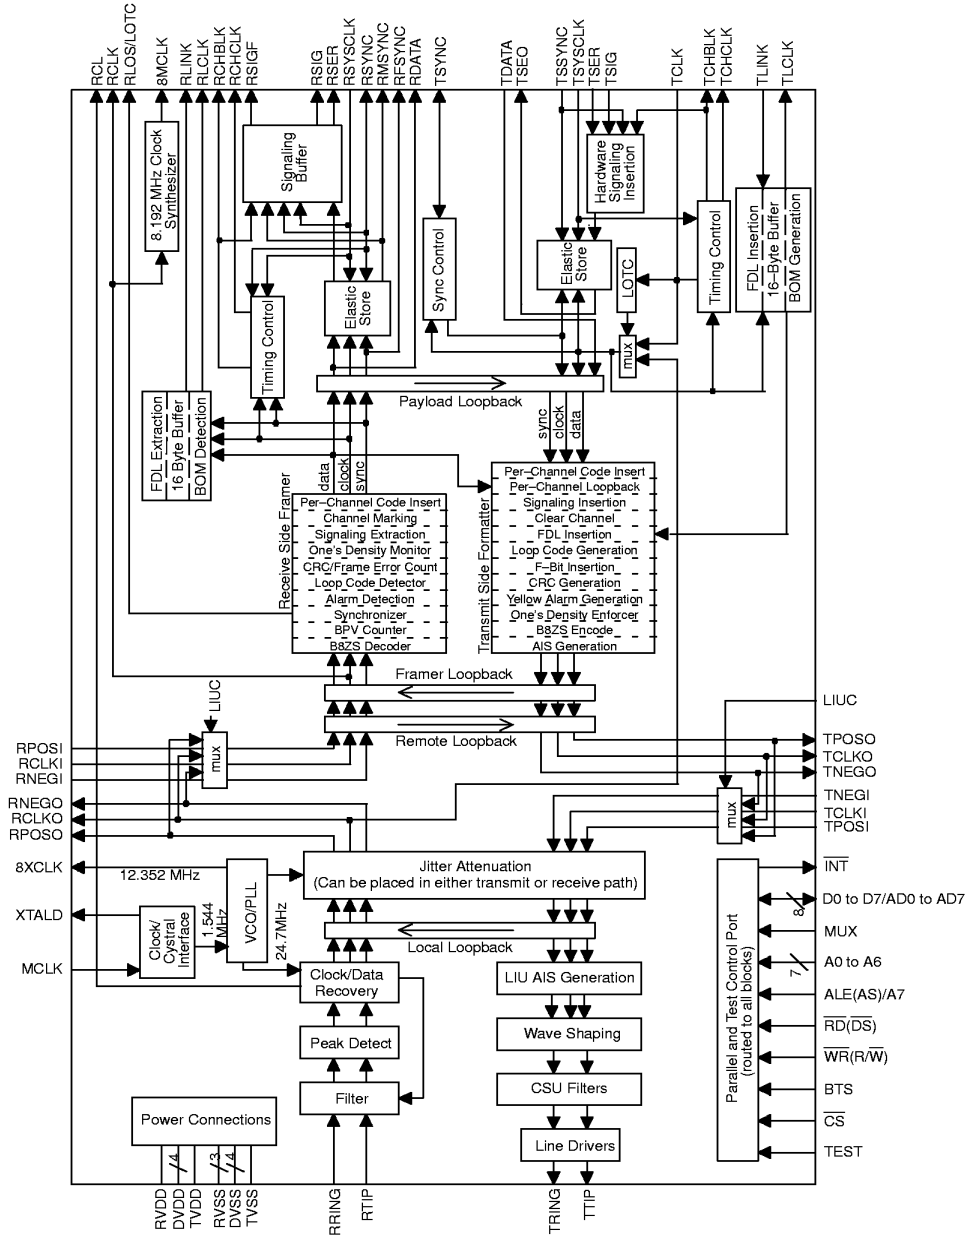 RCL
RCLK
RLOS/LOTC
8MCLK
RLINK
RLCLK
RCHBLK
RCHCLK
RSIGF
RSIG
RSER
RSYSCLK
RSYNC
RMSYNC
RFSYNC
RDATA
TSYNC
TDATA
TSEO
TSSYNC
TSYSCLK
TSER
TSIG
TCLK
TCHBLK
TCHCLK
TLINK
TLCLK
8.192 MHz Clock
Synthesizer
Signaling
Buffer
Hardware
Signaling
Insertion
Sync Control
Elastic
Store
Elastic
Store
LOTC
mux
Timing Control
Timing Control
FDL Insertion
16–Byte Buffer
BOM Generation
FDL Extraction
16 Byte Buffer
BOM Detection
Payload Loopback
data
clock
sync
sync
clock
data
Receive Side Framer
Per–Channel Code Insert
Channel Marking
Signaling Extraction
One's Density Monitor
CRC/Frame Error Count
Loop Code Detector
Alarm Detection
Synchronizer
BPV Counter
B8ZS Decoder
Transmit Side Formatter
Per–Channel Code Insert
Per–Channel Loopback
Signaling Insertion
Clear Channel
FDL Insertion
Loop Code Generation
F–Bit Insertion
CRC Generation
Yellow Alarm Generation
One's Density Enforcer
B8ZS Encode
AIS Generation
Framer Loopback
Remote Loopback
LIUC
mux
RPOSI
RCLKI
RNEGI
RNEGO
RCLKO
RPOSO
8XCLK
XTALD
MCLK
LIUC
TPOSO
TCLKO
TNEGO
TNEGI
TCLKI
TPOSI
mux
Jitter Attenuation
(Can be placed in either transmit or receive path)
12.352 MHz
1.544
MHz
VCO/PLL
24.7MHz
Clock/
Cystral
Interface
Local Loopback
Clock/Data
Recovery
Peak Detect
Filter
LIU AIS Generation
Wave Shaping
CSU Filters
Line Drivers
Parallel and Test Control Port
(routed to all blocks)
INT
D0 to D7/AD0 to AD7
8
MUX
A0 to A6
7
ALE(AS)/A7
RD(DS)
WR(R/W)
BTS
CS
TEST
Power Connections
4
3
4
RVDD
DVDD
TVDD
RVSS
DVSS
TVSS
RRING
RTIP
TRING
TTIP